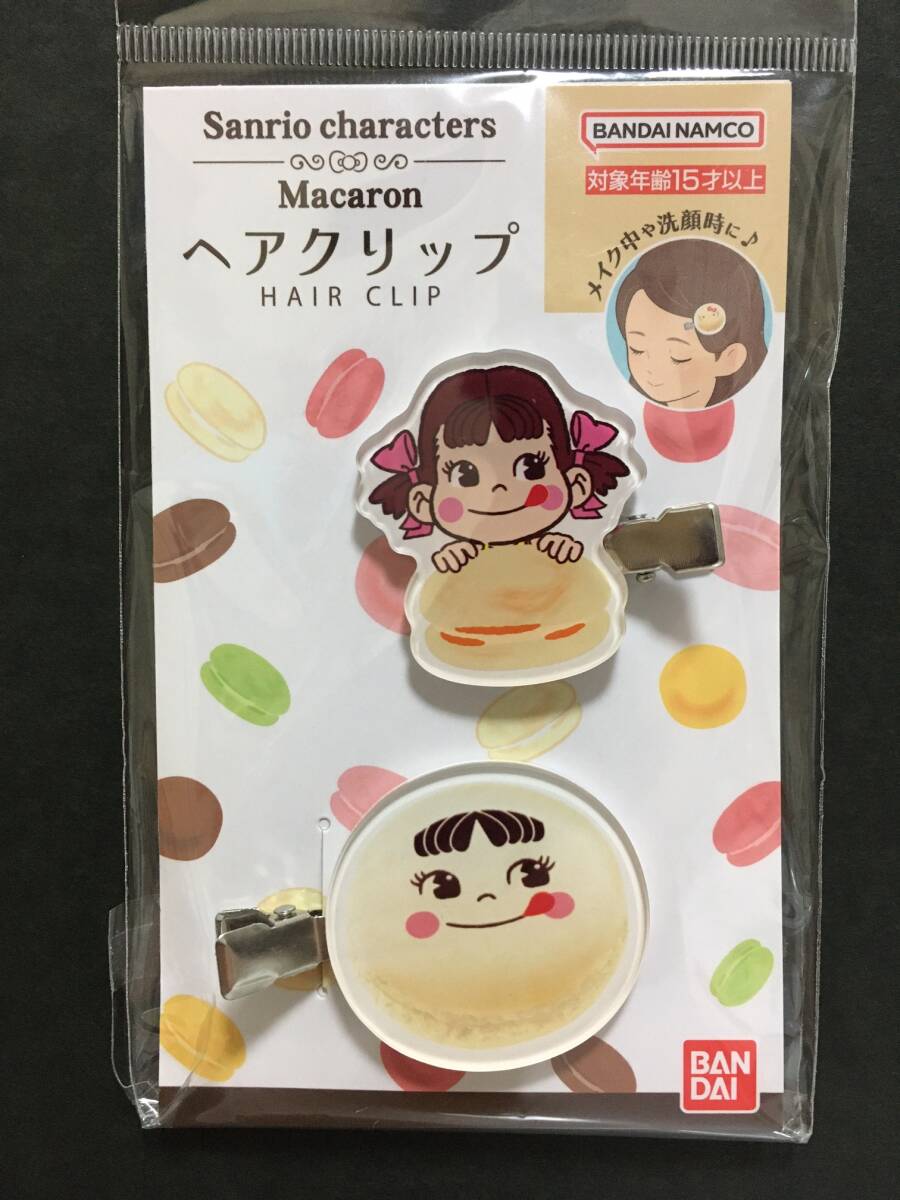 Sanrio characters
Macaron
ヘアクリップ
HAIR CLIP
BANDAI NAMCO
対象年齢15才以上
メイク中や洗顔時に♪
BAN
DAI